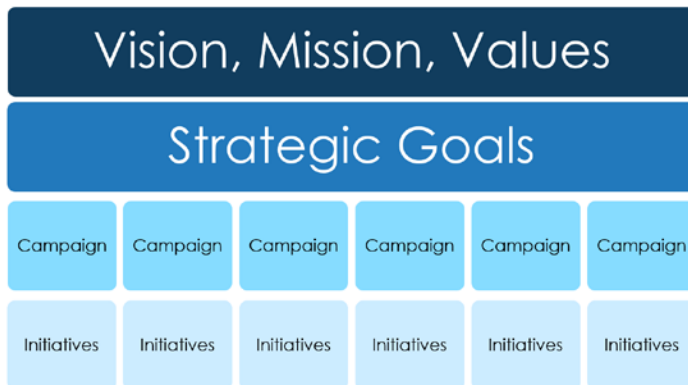 Vision, Mission, Values
Strategic Goals
Campaign Campaign Campaign Campaign Campaign Campaign
Initiatives Initiatives Initiatives Initiatives Initiatives Initiatives